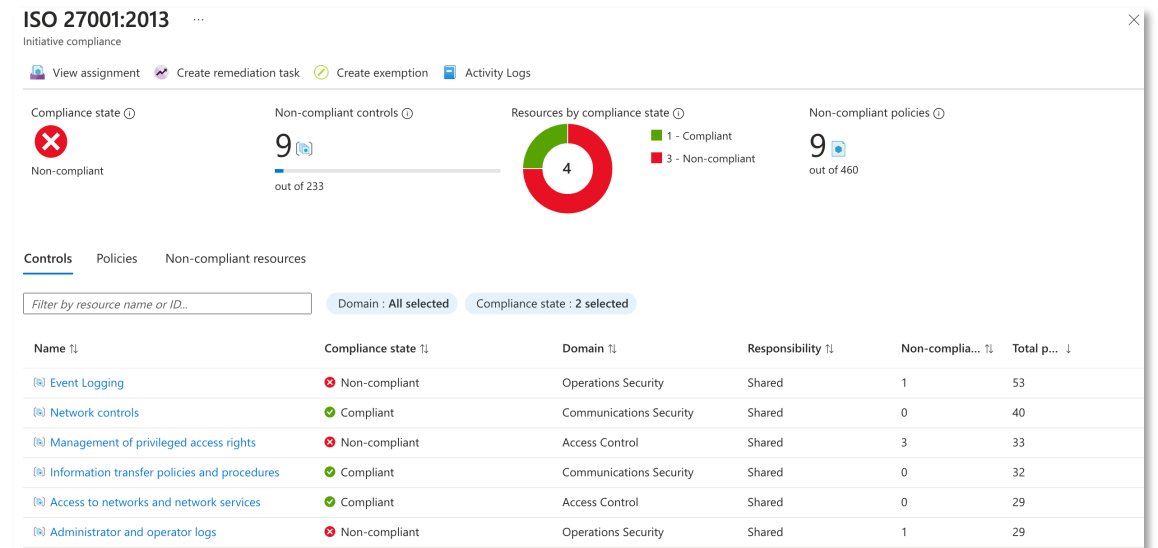 ISO 27001:2013 ...
Initiative compliance
View assignment Create remediation task Create exemption Activity Logs
Compliance state Non-compliant controls Resources by compliance state Non-compliant policies
9 4 1 - Compliant 9
Non-compliant 3 - Non-compliant
out of 233 out of 460
Controls Policies Non-compliant resources
Filter by resource name or ID... Domain : All selected Compliance state : 2 selected
Name Compliance state Domain Responsibility Non-complia... Total p...
Event Logging Non-compliant Operations Security Shared 1 53
Network controls Compliant Communications Security Shared 0 40
Management of privileged access rights Non-compliant Access Control Shared 3 33
Information transfer policies and procedures Compliant Communications Security Shared 0 32
Access to networks and network services Compliant Access Control Shared 0 29
Administrator and operator logs Non-compliant Operations Security Shared 1 29